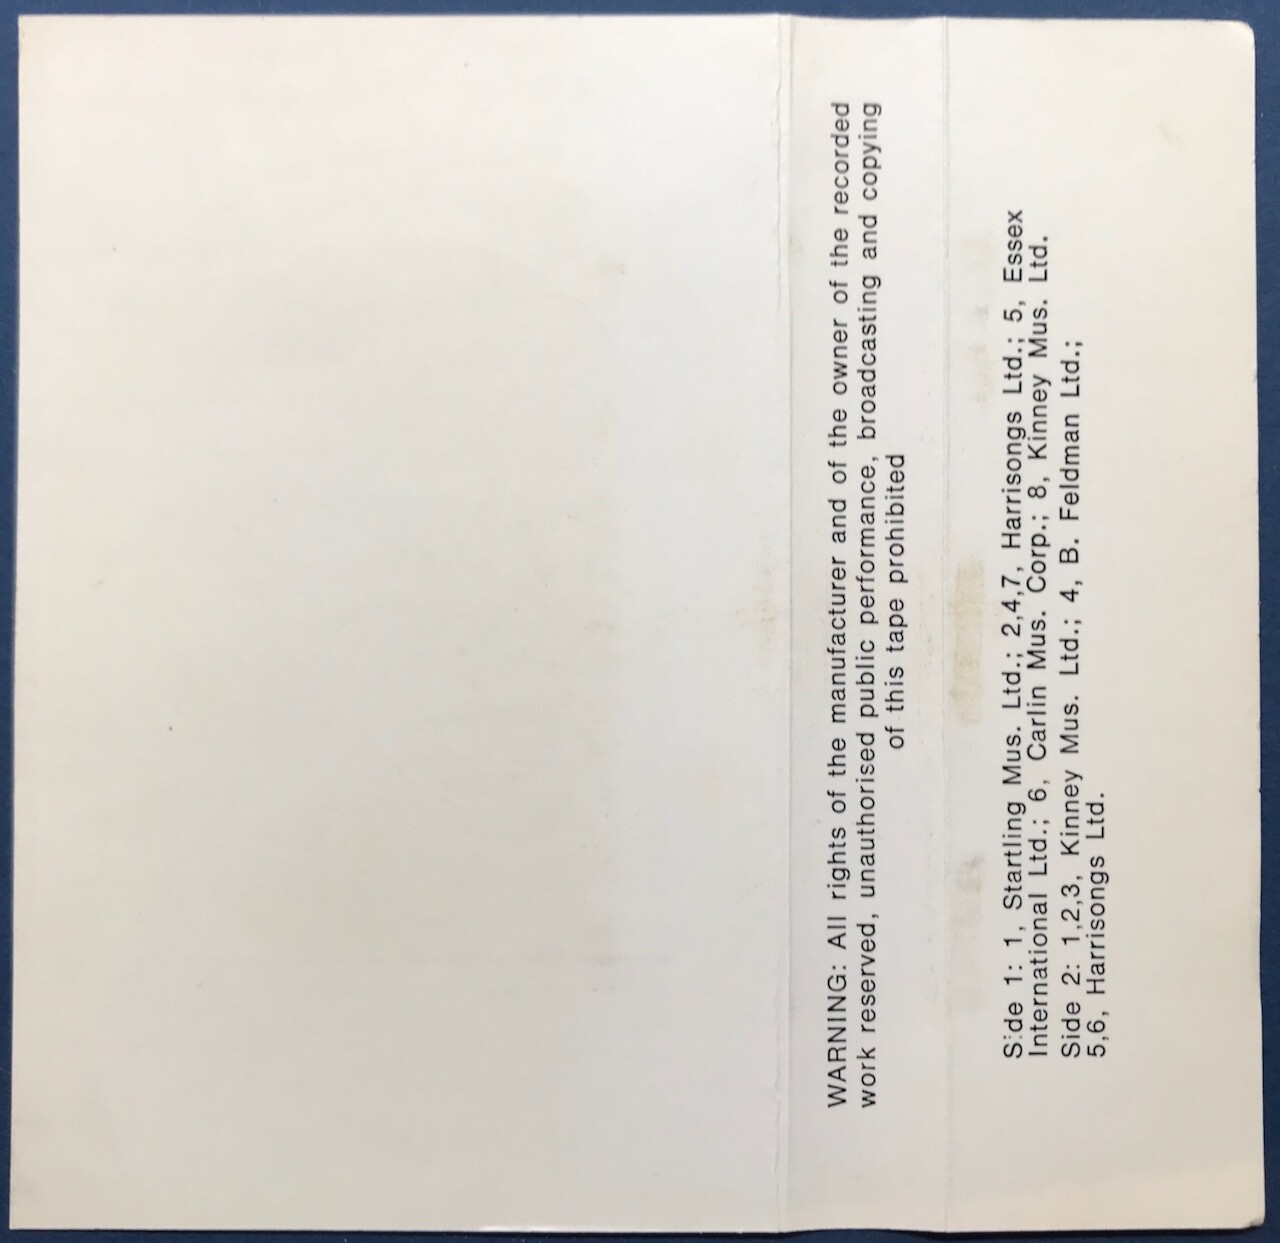 WARNING: All rights of the manufacturer and of the owner of the recorded
work reserved, unauthorised public performance, broadcasting and copying
of this tape prohibited
Side 1: 1, Startling Mus. Ltd.; 2,4,7, Harrisongs Ltd.; 5, Essex
International Ltd.; 6, Carlin Mus. Corp.; 8, Kinney Mus. Ltd.
Side 2: 1,2,3, Kinney Mus. Ltd.; 4, B. Feldman Ltd.;
5,6, Harrisongs Ltd.